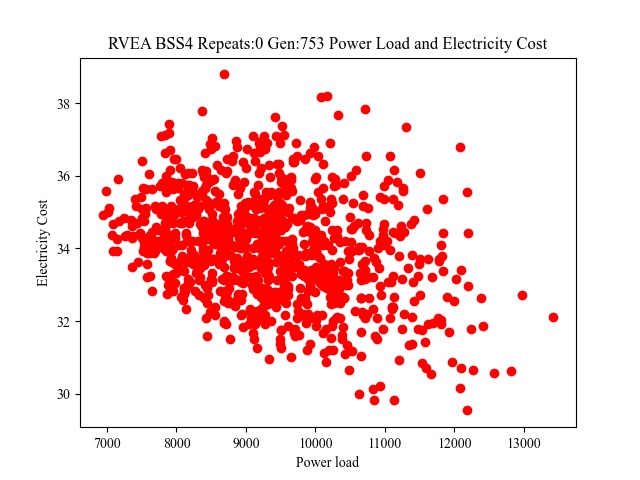 RVEA BSS4 Repeats:0 Gen:753 Power Load and Electricity Cost
Electricity Cost
38
36
34
32
30
7000 8000 9000 10000 11000 12000 13000
Power load